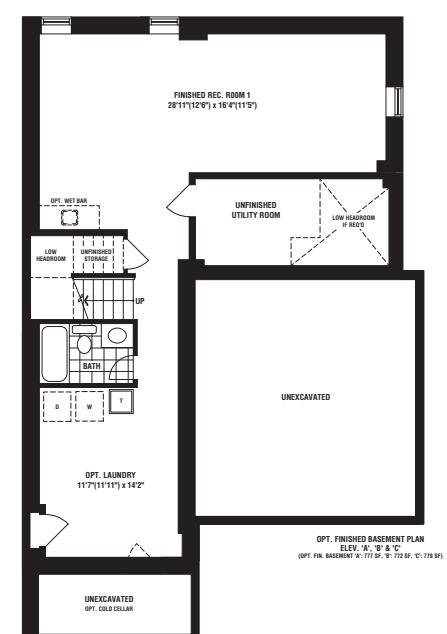 FINISHED REC. ROOM 1
28'11"(12'6") x 16'4"(11'5")
OPT. WET BAR
UNFINISHED
UTILITY ROOM
LOW HEADROOM
IF REQ'D
LOW
HEADROOM
UNFINISHED
STORAGE
UP
BATH
D
W
T
UNEXCAVATED
OPT. LAUNDRY
11'7"(11'11") x 14'2"
OPT. FINISHED BASEMENT PLAN
ELEV. 'A', 'B' & 'C'
(OPT. FIN. BASEMENT 'A': 777 SF, 'B': 772 SF, 'C': 779 SF)
UNEXCAVATED
OPT. COLD CELLAR